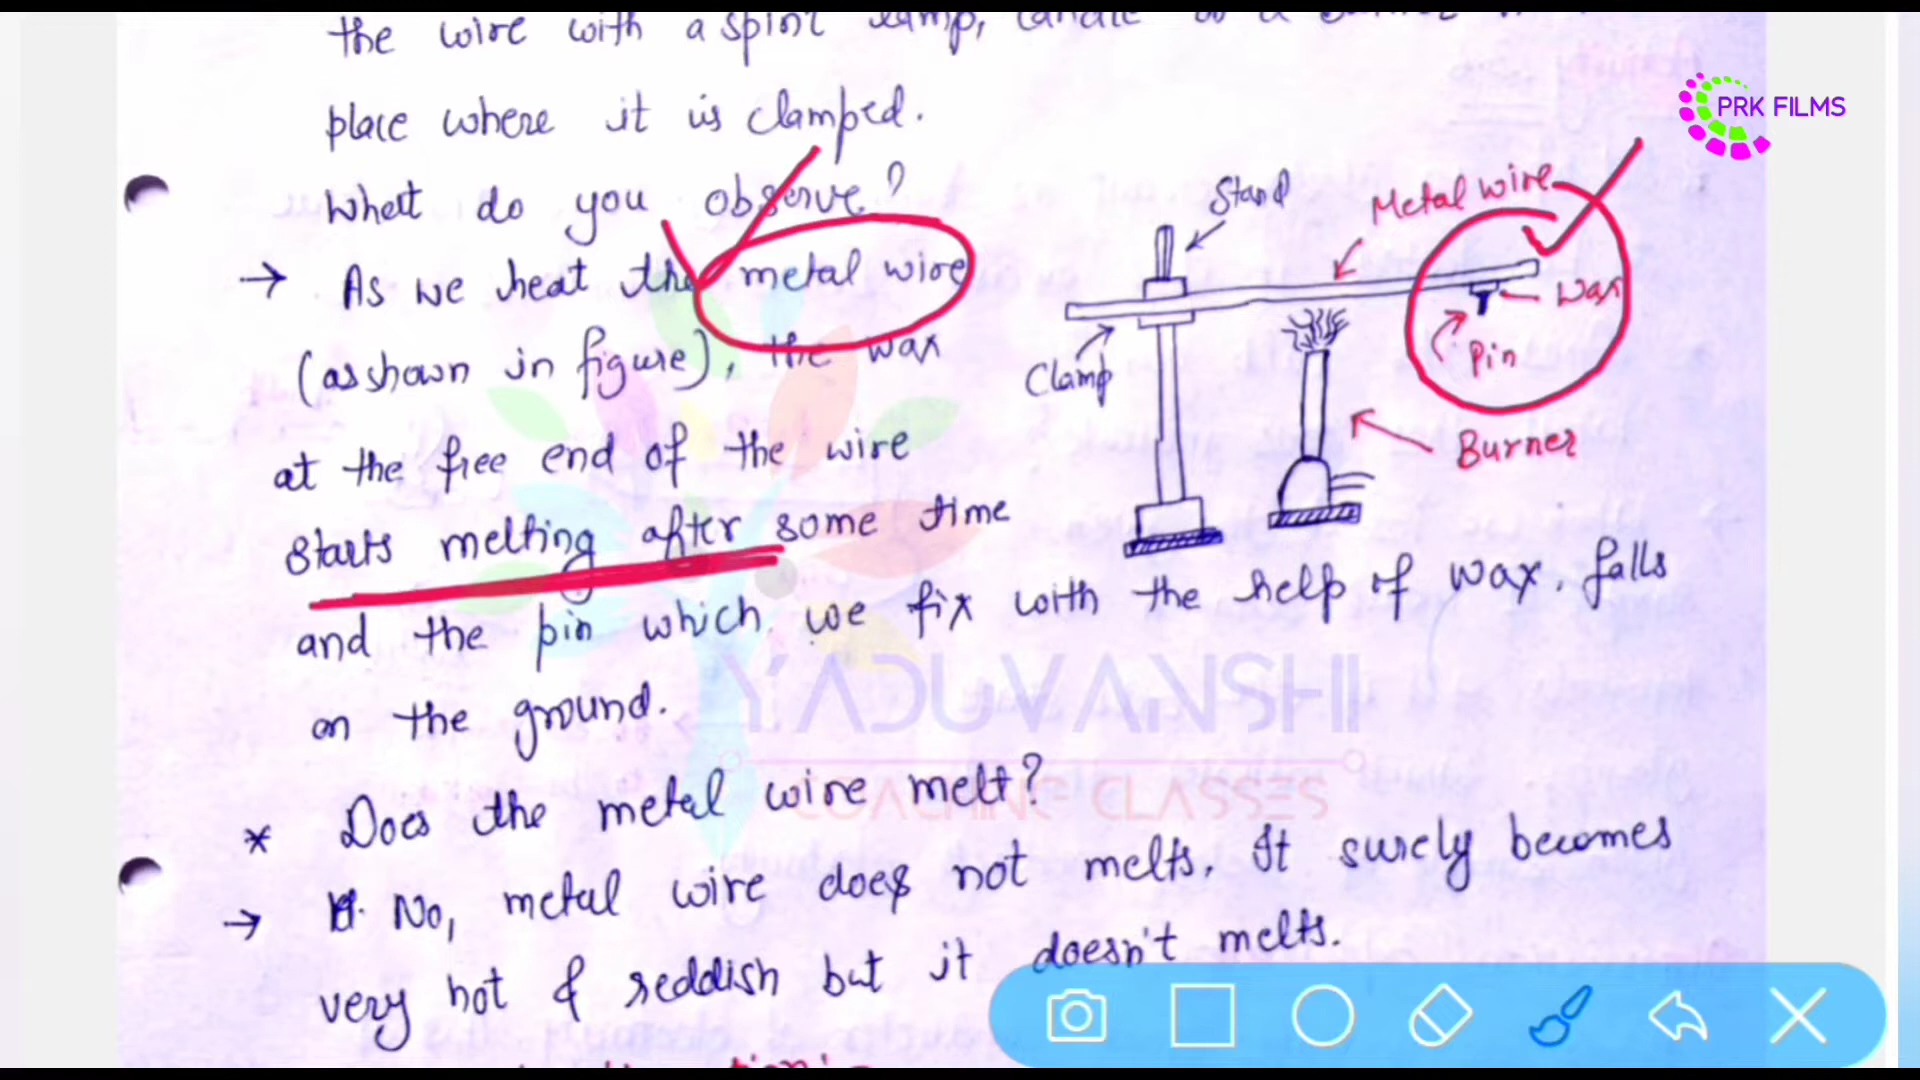 the wire with a spirit lamp, candle or a burner
place where it is clamped.
What do you observe?
→ As we heat the metal wire
(as shown in figure), the wax
at the free end of the wire
starts melting after some time
and the pin which we fix with the help of wax. falls
on the ground.
* Does the metal wire melt?
→ No, metal wire does not melts. It surely becomes
very hot & reddish but it doesn't melts.
Stand
Metal wire
Wax
Pin
Clamp
Burner
PRK FILMS
YADUVANSHI
COACHING CLASSES